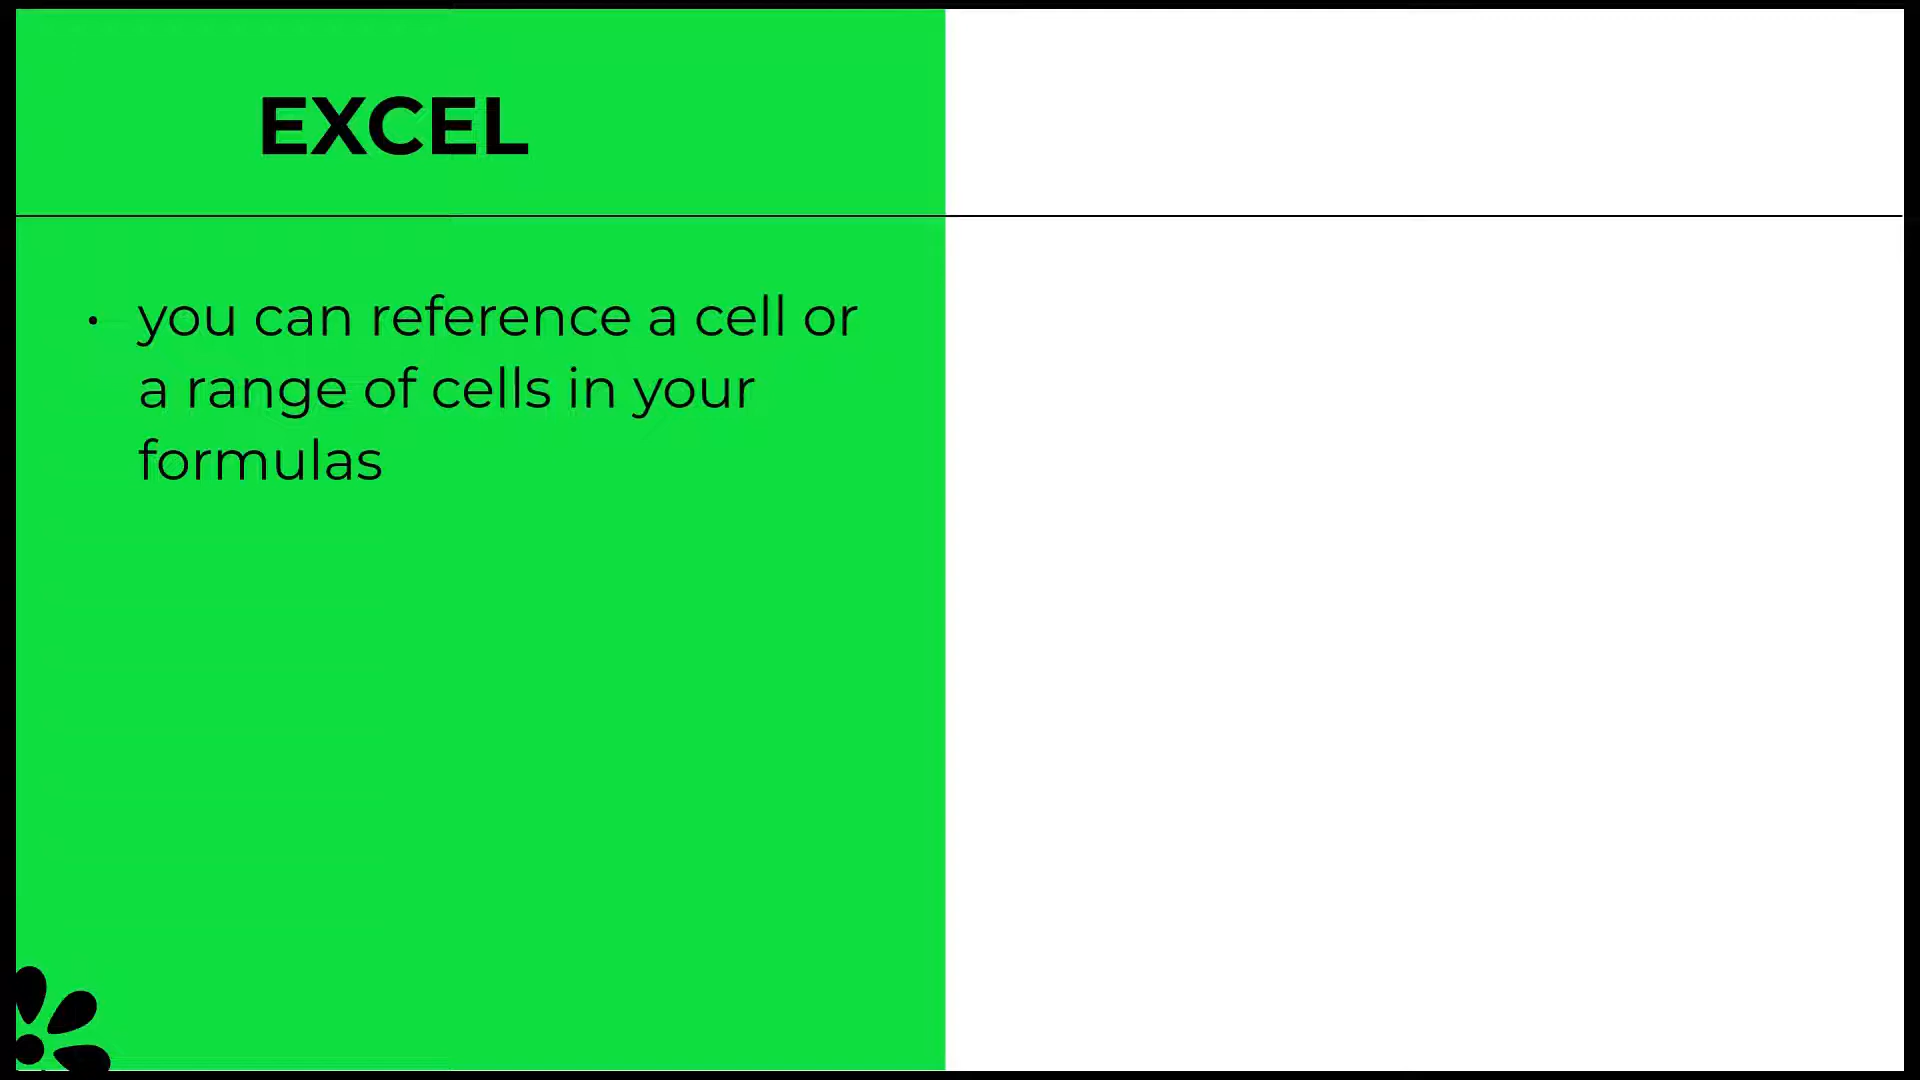 EXCEL
• you can reference a cell or
a range of cells in your
formulas